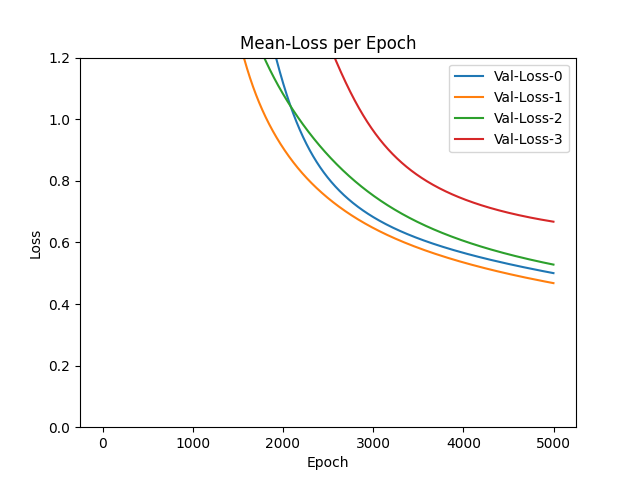 Mean-Loss per Epoch
1.2
1.0
0.8
0.6
0.4
0.2
0.0
Loss
Val-Loss-0
Val-Loss-1
Val-Loss-2
Val-Loss-3
0 1000 2000 3000 4000 5000
Epoch